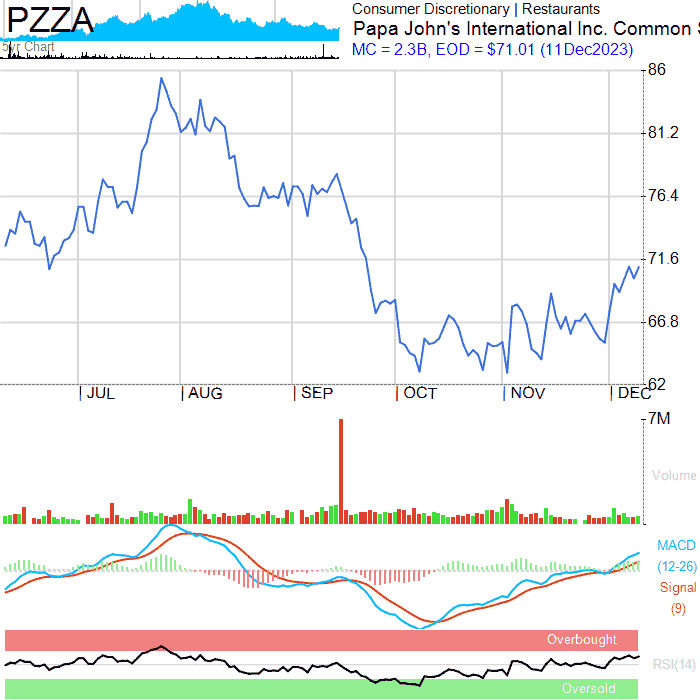 PZZA
5yr Chart
Consumer Discretionary | Restaurants
Papa John's International Inc. Common S
MC = 2.3B, EOD = $71.01 (11Dec2023)
86
81.2
76.4
71.6
66.8
62
JUL AUG SEP OCT NOV DEC
7M
Volume
MACD
(12-26)
Signal
(9)
Overbought
RSI(14)
Oversold